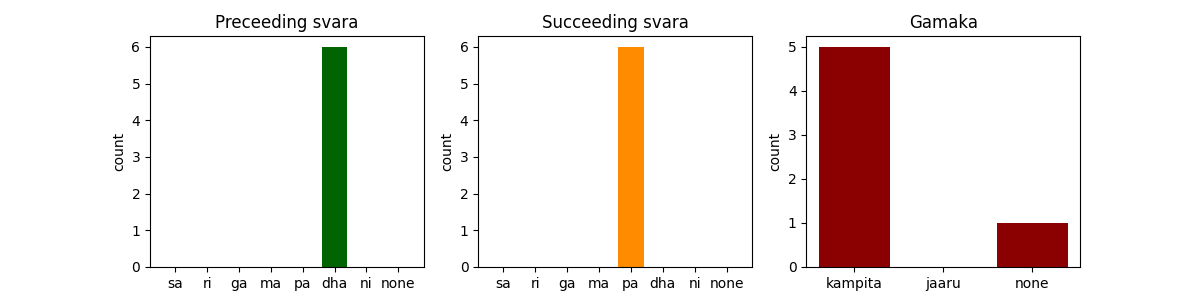 Preceeding svara
count
6
5
4
3
2
1
0
sa ri ga ma pa dha ni none
Succeeding svara
count
6
5
4
3
2
1
0
sa ri ga ma pa dha ni none
Gamaka
count
5
4
3
2
1
0
kampita jaaru none